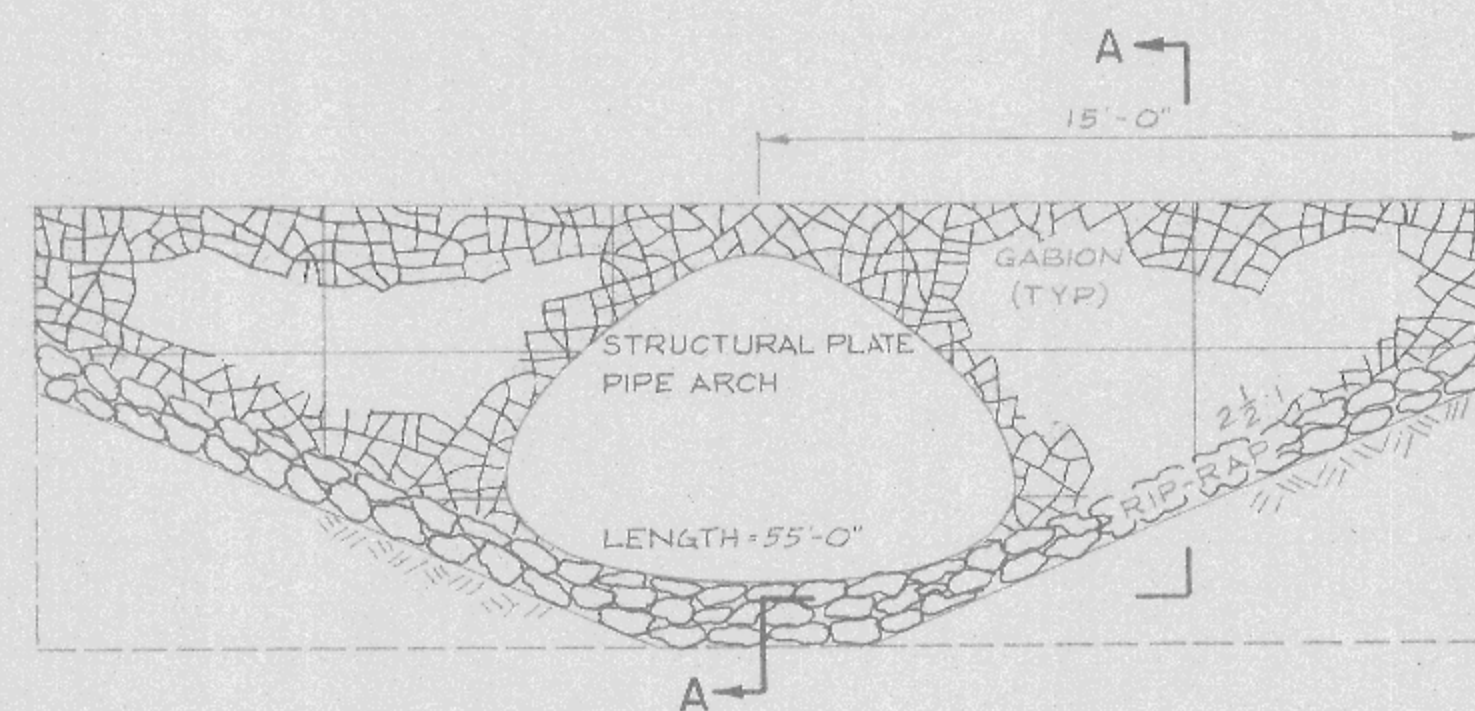 A
15'-0"
GABION
(TYP)
STRUCTURAL PLATE
PIPE ARCH
2½:1
RIP-RAP
LENGTH=55'-0"
A